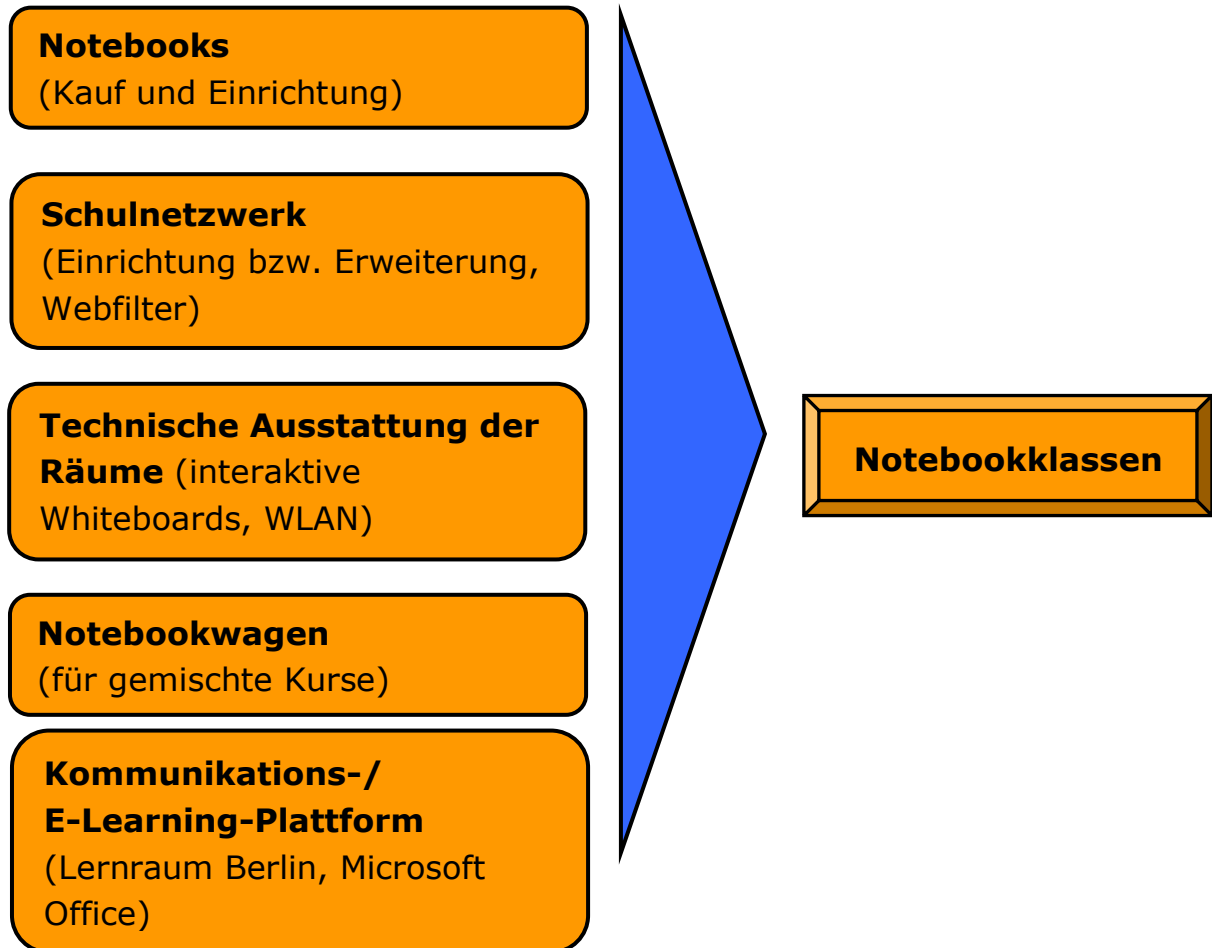 Notebooks
(Kauf und Einrichtung)
Schulnetzwerk
(Einrichtung bzw. Erweiterung,
Webfilter)
Technische Ausstattung der
Räume (interaktive
Whiteboards, WLAN)
Notebookwagen
(für gemischte Kurse)
Kommunikations-/
E-Learning-Plattform
(Lernraum Berlin, Microsoft
Office)
Notebookklassen